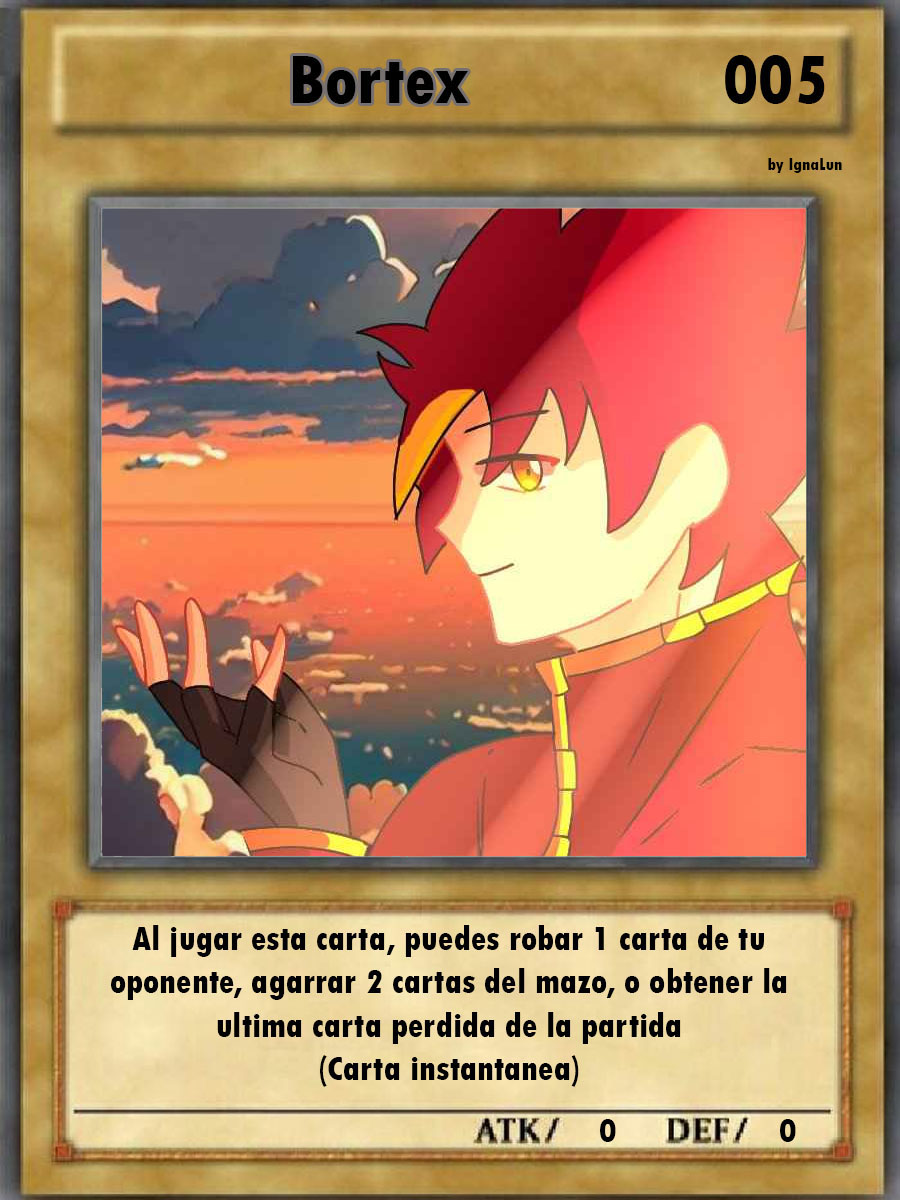 Bortex 005
by IgnaLun
Al jugar esta carta, puedes robar 1 carta de tu
oponente, agarrar 2 cartas del mazo, o obtener la
ultima carta perdida de la partida
(Carta instantanea)
ATK/ 0 DEF/ 0